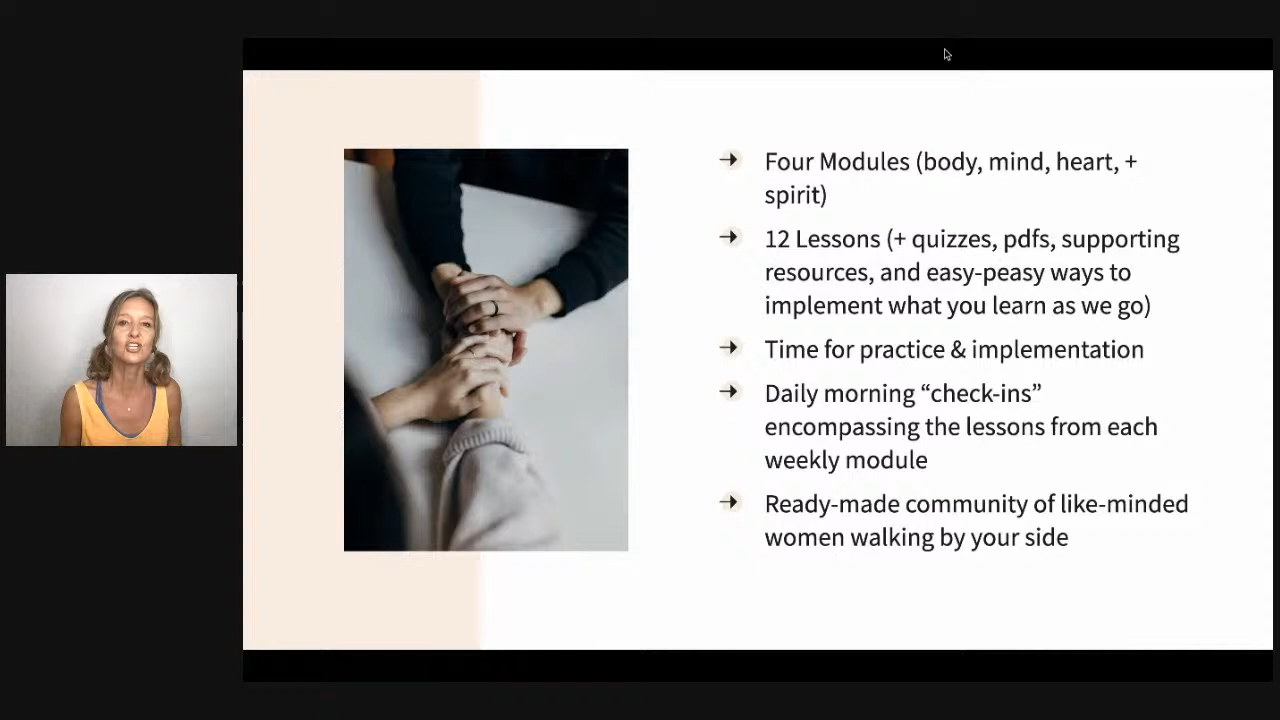 Four Modules (body, mind, heart, +
spirit)
12 Lessons (+ quizzes, pdfs, supporting
resources, and easy-peasy ways to
implement what you learn as we go)
Time for practice & implementation
Daily morning “check-ins”
encompassing the lessons from each
weekly module
Ready-made community of like-minded
women walking by your side